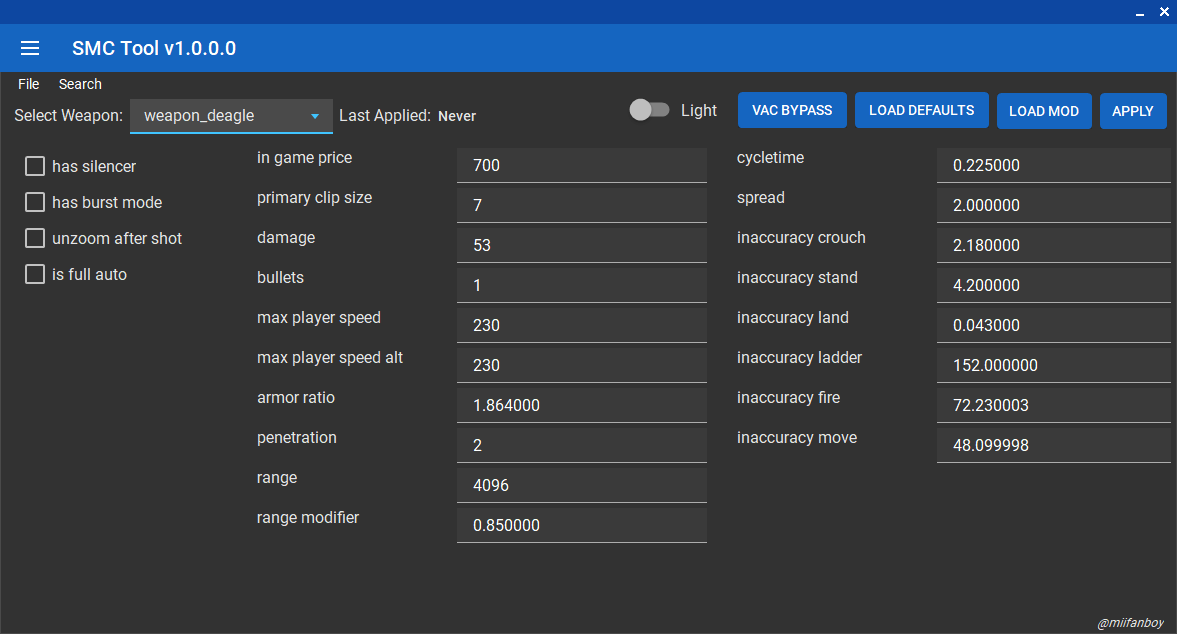 SMC Tool v1.0.0.0
File Search
Select Weapon: weapon_deagle Last Applied: Never Light VAC BYPASS LOAD DEFAULTS LOAD MOD APPLY
has silencer
has burst mode
unzoom after shot
is full auto
in game price 700
primary clip size 7
damage 53
bullets 1
max player speed 230
max player speed alt 230
armor ratio 1.864000
penetration 2
range 4096
range modifier 0.850000
cycletime 0.225000
spread 2.000000
inaccuracy crouch 2.180000
inaccuracy stand 4.200000
inaccuracy land 0.043000
inaccuracy ladder 152.000000
inaccuracy fire 72.230003
inaccuracy move 48.099998
@miifanboy